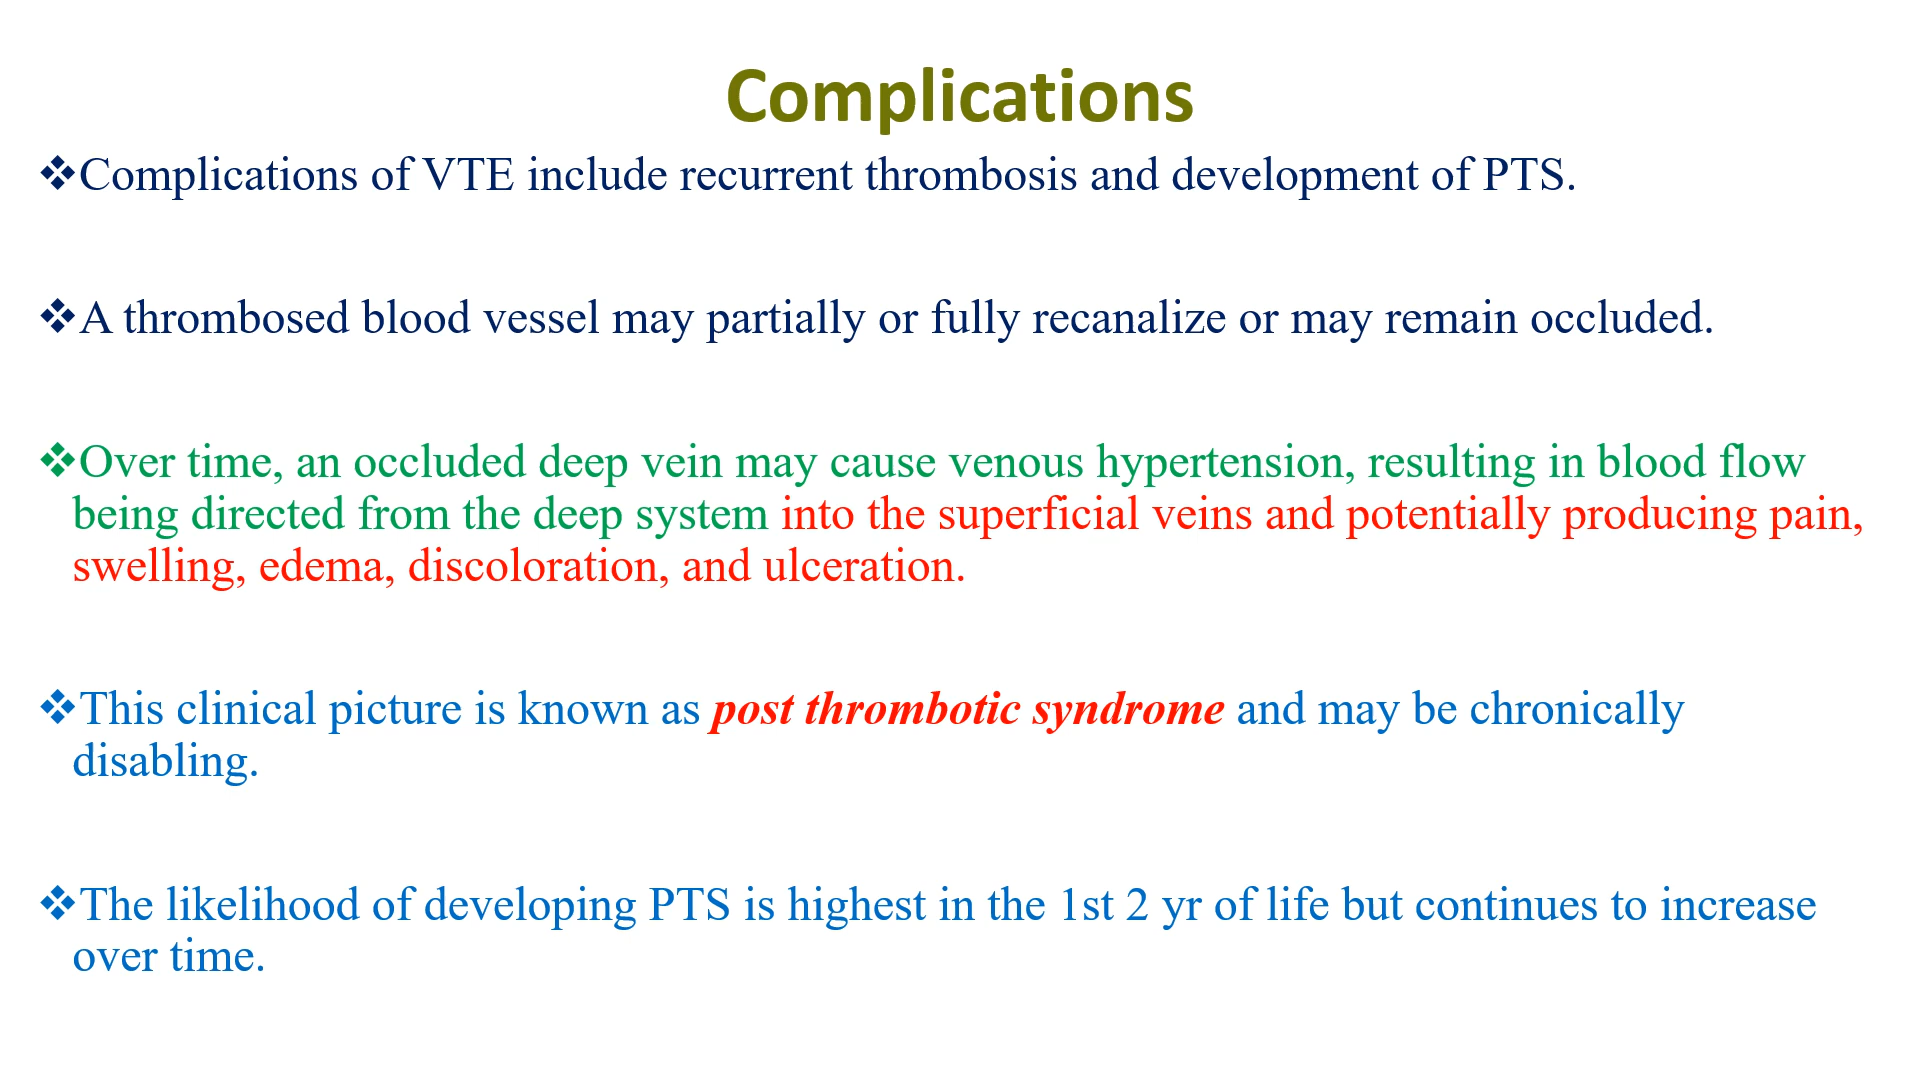 Complications
❖Complications of VTE include recurrent thrombosis and development of PTS.
❖A thrombosed blood vessel may partially or fully recanalize or may remain occluded.
❖Over time, an occluded deep vein may cause venous hypertension, resulting in blood flow
being directed from the deep system into the superficial veins and potentially producing pain,
swelling, edema, discoloration, and ulceration.
❖This clinical picture is known as post thrombotic syndrome and may be chronically
disabling.
❖The likelihood of developing PTS is highest in the 1st 2 yr of life but continues to increase
over time.